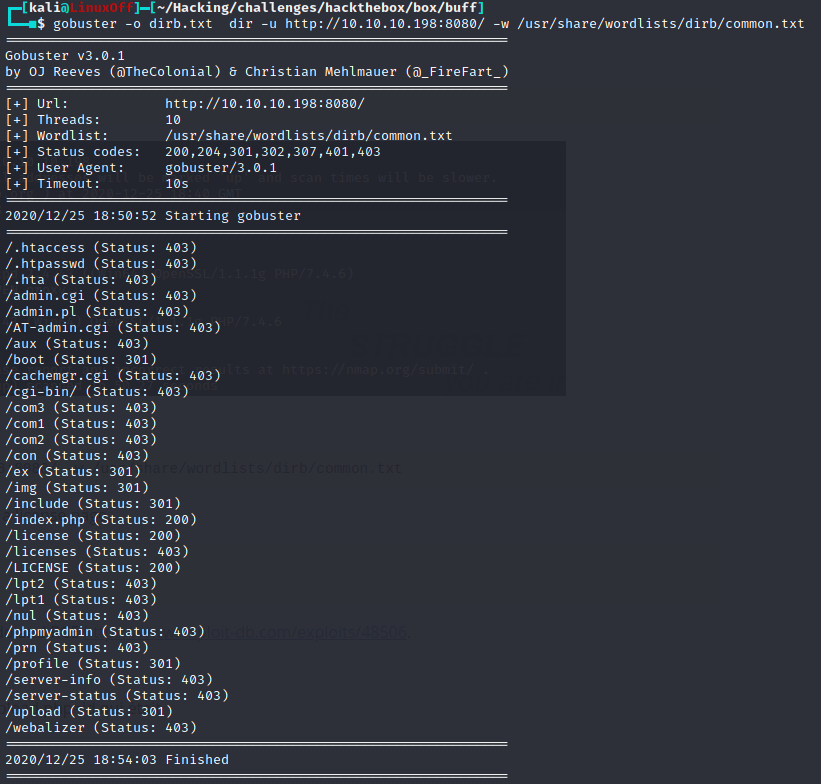 ┌─[kali@LinuxOff]─[~/Hacking/challenges/hackthebox/box/buff]
└──■$ gobuster -o dirb.txt  dir -u http://10.10.10.198:8080/ -w /usr/share/wordlists/dirb/common.txt
===============================================================
Gobuster v3.0.1
by OJ Reeves (@TheColonial) & Christian Mehlmauer (@_FireFart_)
===============================================================
[+] Url:            http://10.10.10.198:8080/
[+] Threads:        10
[+] Wordlist:       /usr/share/wordlists/dirb/common.txt
[+] Status codes:   200,204,301,302,307,401,403
[+] User Agent:     gobuster/3.0.1
[+] Timeout:        10s
===============================================================
2020/12/25 18:50:52 Starting gobuster
===============================================================
/.htaccess (Status: 403)
/.htpasswd (Status: 403)
/.hta (Status: 403)
/admin.cgi (Status: 403)
/admin.pl (Status: 403)
/AT-admin.cgi (Status: 403)
/aux (Status: 403)
/boot (Status: 301)
/cachemgr.cgi (Status: 403)
/cgi-bin/ (Status: 403)
/com3 (Status: 403)
/com1 (Status: 403)
/com2 (Status: 403)
/con (Status: 403)
/ex (Status: 301)
/img (Status: 301)
/include (Status: 301)
/index.php (Status: 200)
/license (Status: 200)
/licenses (Status: 403)
/LICENSE (Status: 200)
/lpt2 (Status: 403)
/lpt1 (Status: 403)
/nul (Status: 403)
/phpmyadmin (Status: 403)
/prn (Status: 403)
/profile (Status: 301)
/server-info (Status: 403)
/server-status (Status: 403)
/upload (Status: 301)
/webalizer (Status: 403)
===============================================================
2020/12/25 18:54:03 Finished
===============================================================